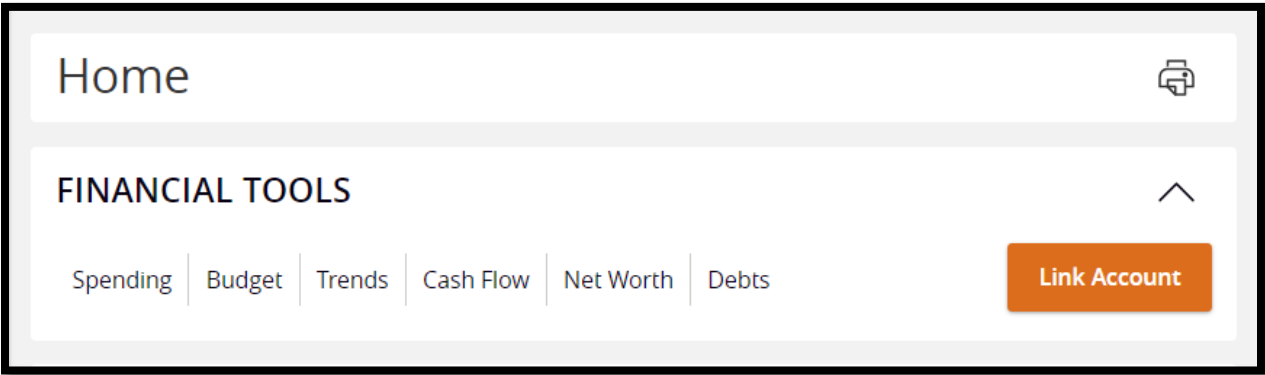 Home
FINANCIAL TOOLS
Spending Budget Trends Cash Flow Net Worth Debts Link Account